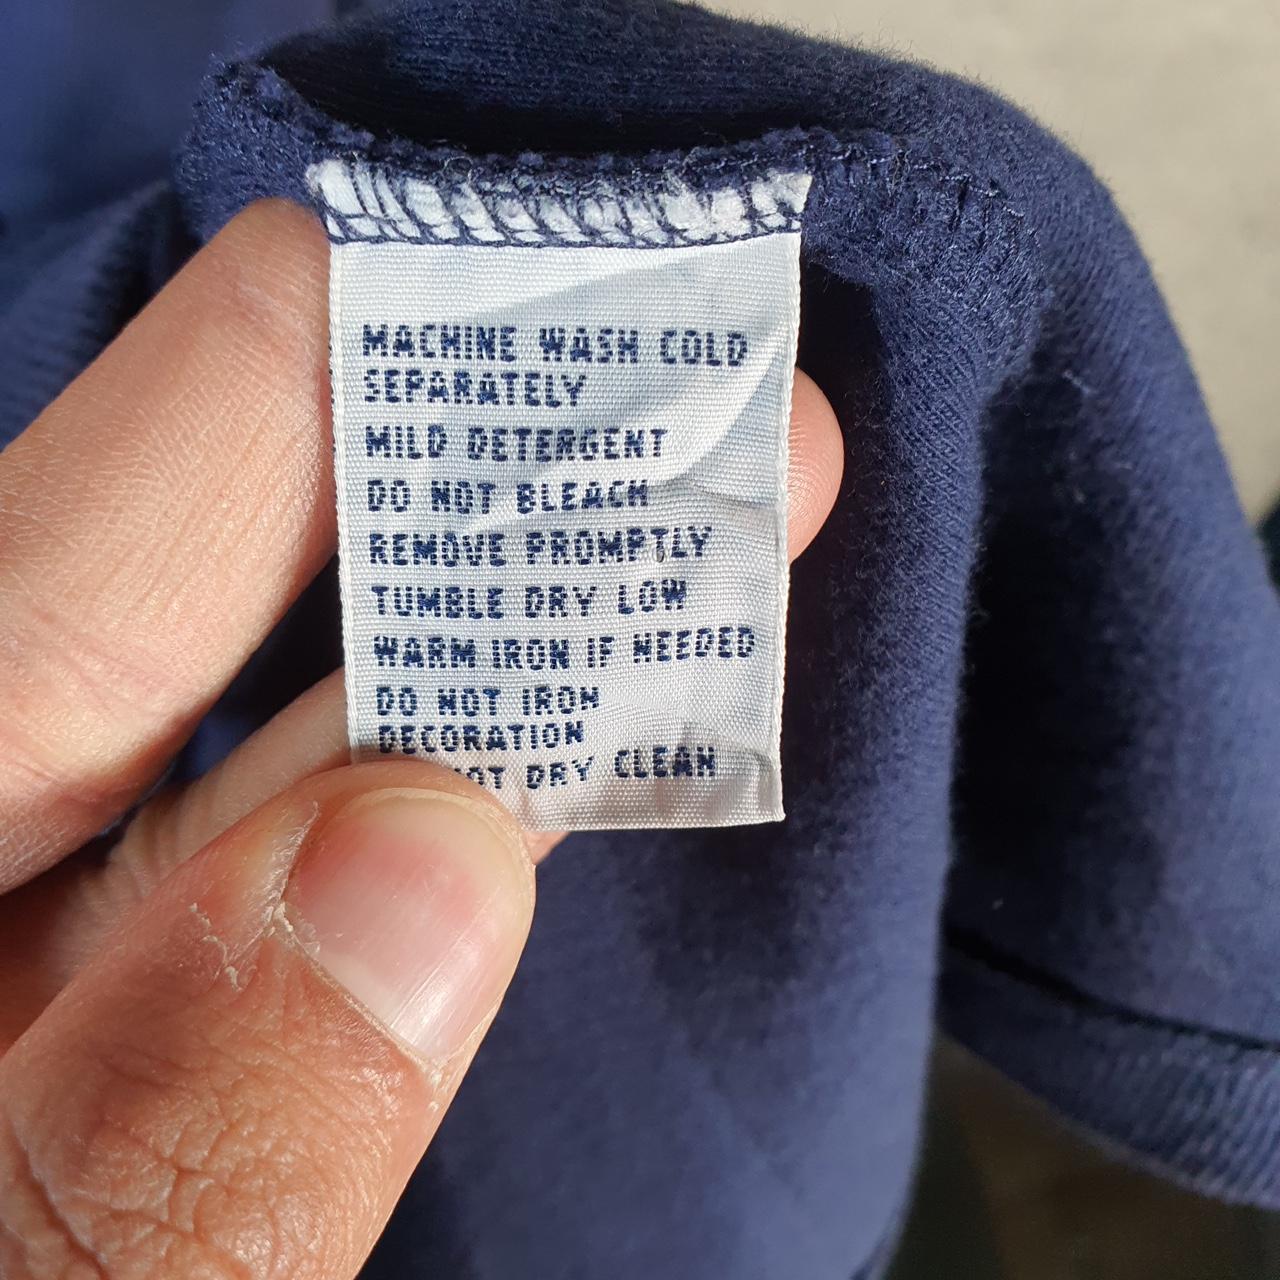 MACHINE WASH COLD
SEPARATELY
MILD DETERGENT
DO NOT BLEACH
REMOVE PROMPTLY
TUMBLE DRY LOW
WARM IRON IF NEEDED
DO NOT IRON
DECORATION
NOT DRY CLEAN